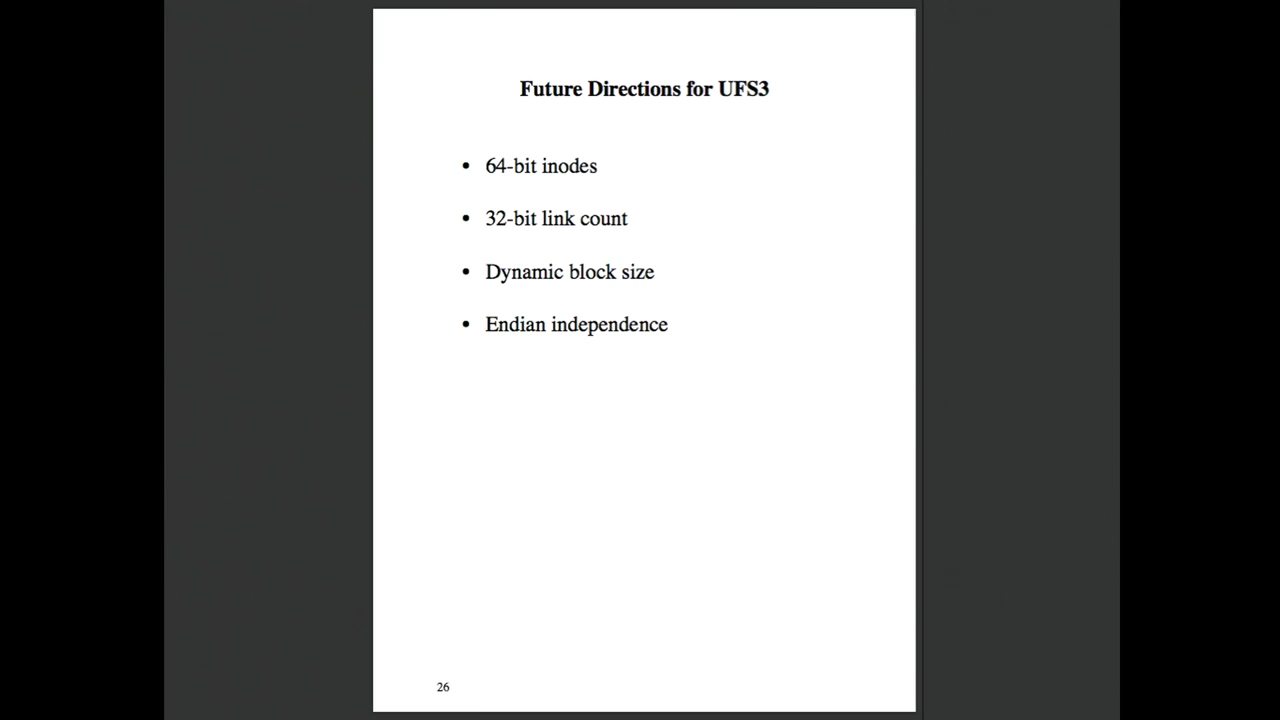 Future Directions for UFS3
• 64-bit inodes
• 32-bit link count
• Dynamic block size
• Endian independence
26